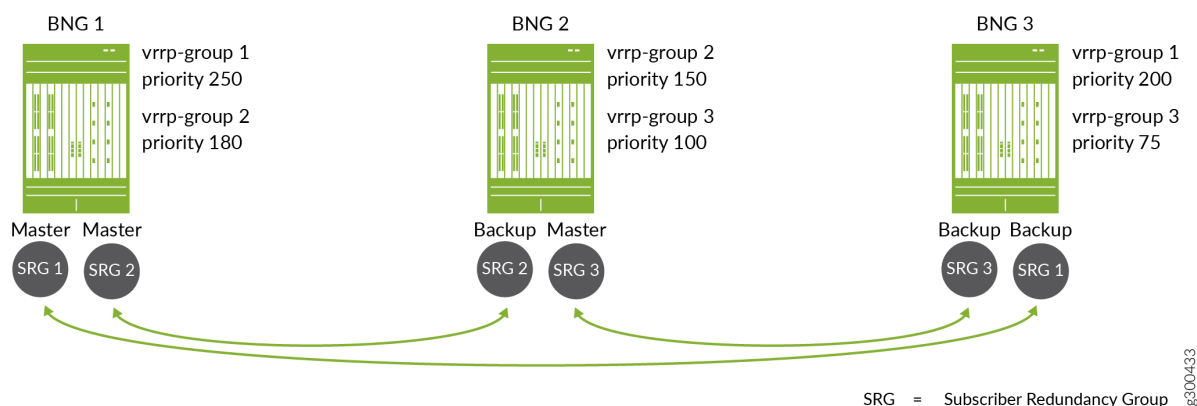 BNG 1
vrrp-group 1
priority 250
vrrp-group 2
priority 180
Master Master
SRG 1 SRG 2
BNG 2
vrrp-group 2
priority 150
vrrp-group 3
priority 100
Backup Master
SRG 2 SRG 3
BNG 3
vrrp-group 1
priority 200
vrrp-group 3
priority 75
Backup Backup
SRG 3 SRG 1
SRG = Subscriber Redundancy Group
g300433